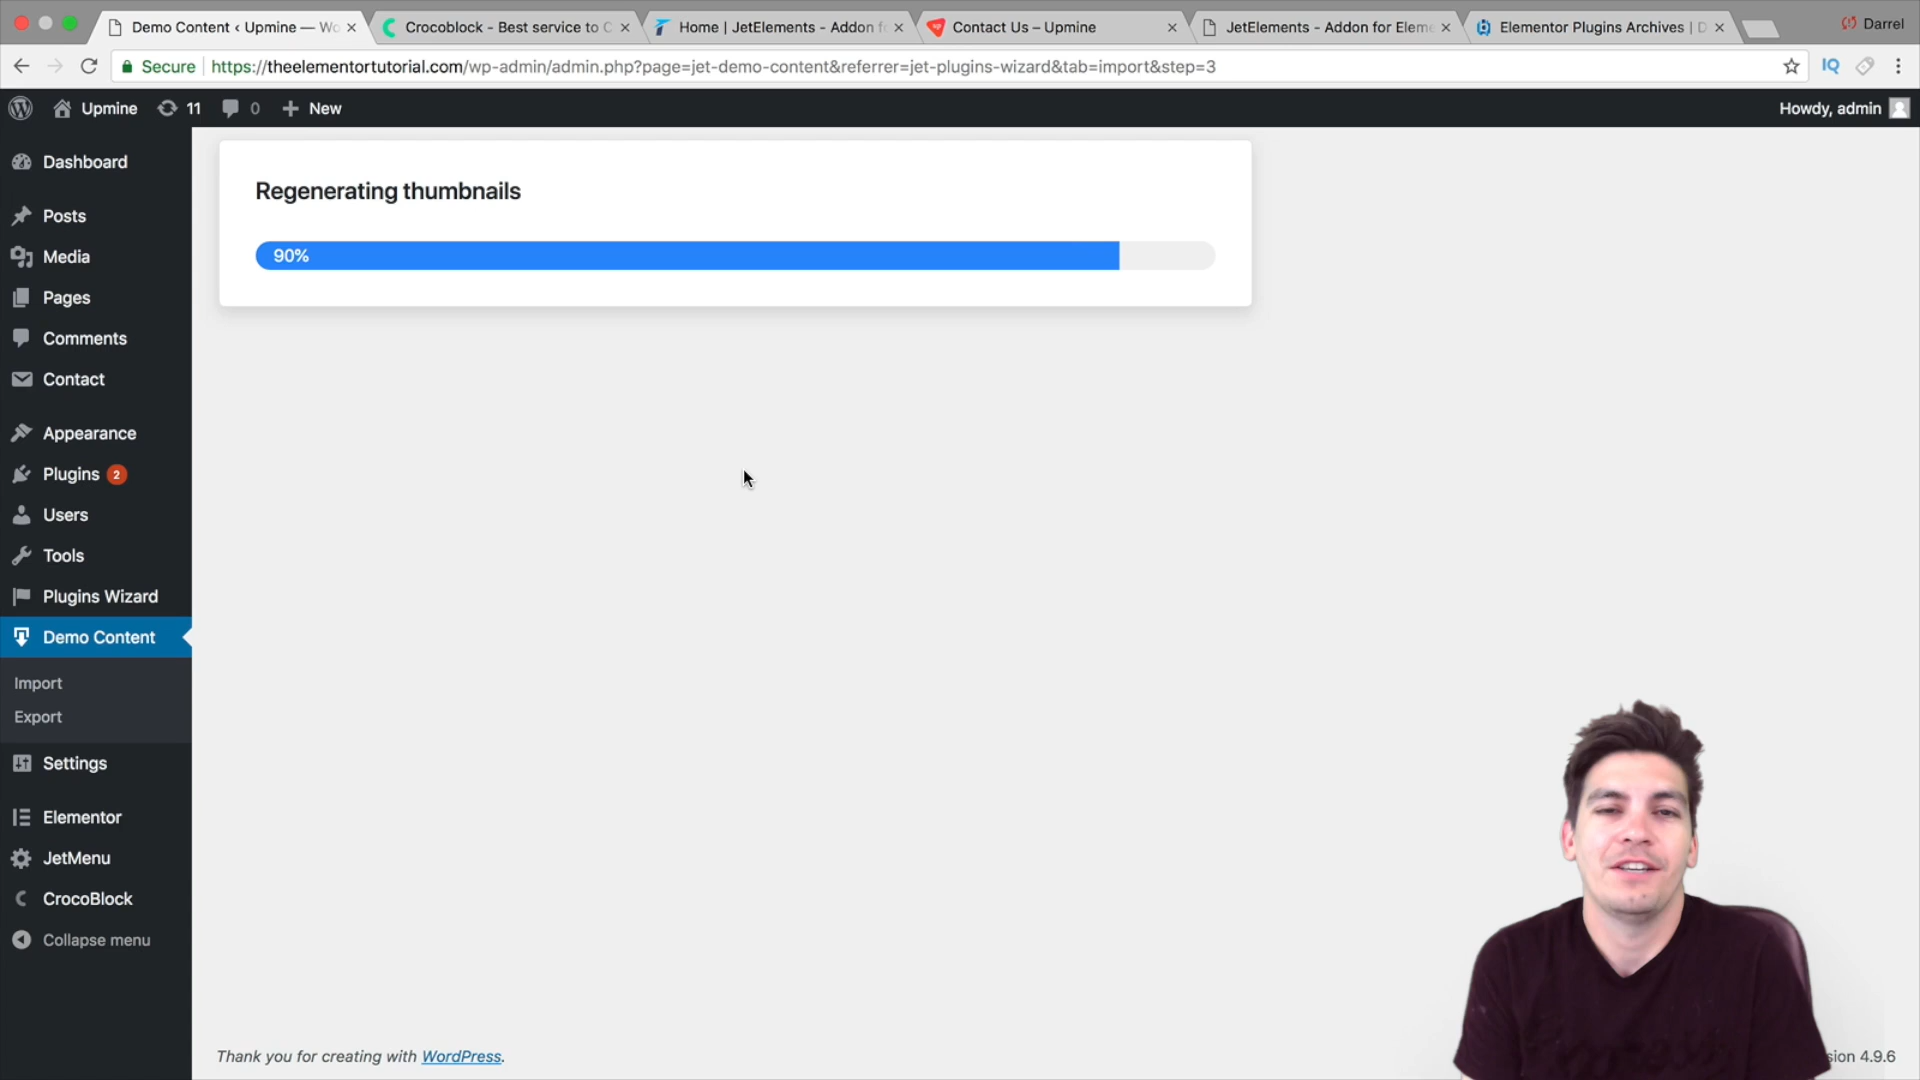 Demo Content ‹ Upmine — Wo
Crocoblock - Best service to C
Home | JetElements - Addon f
Contact Us – Upmine
JetElements - Addon for Eleme
Elementor Plugins Archives | D
Darrel
Secure
https://theelementortutorial.com/wp-admin/admin.php?page=jet-demo-content&referrer=jet-plugins-wizard&tab=import&step=3
IQ
Upmine
11
0
New
Howdy, admin
Dashboard
Posts
Media
Pages
Comments
Contact
Appearance
Plugins 2
Users
Tools
Plugins Wizard
Demo Content
Import
Export
Settings
Elementor
JetMenu
CrocoBlock
Collapse menu
Regenerating thumbnails
90%
Thank you for creating with WordPress.
sion 4.9.6